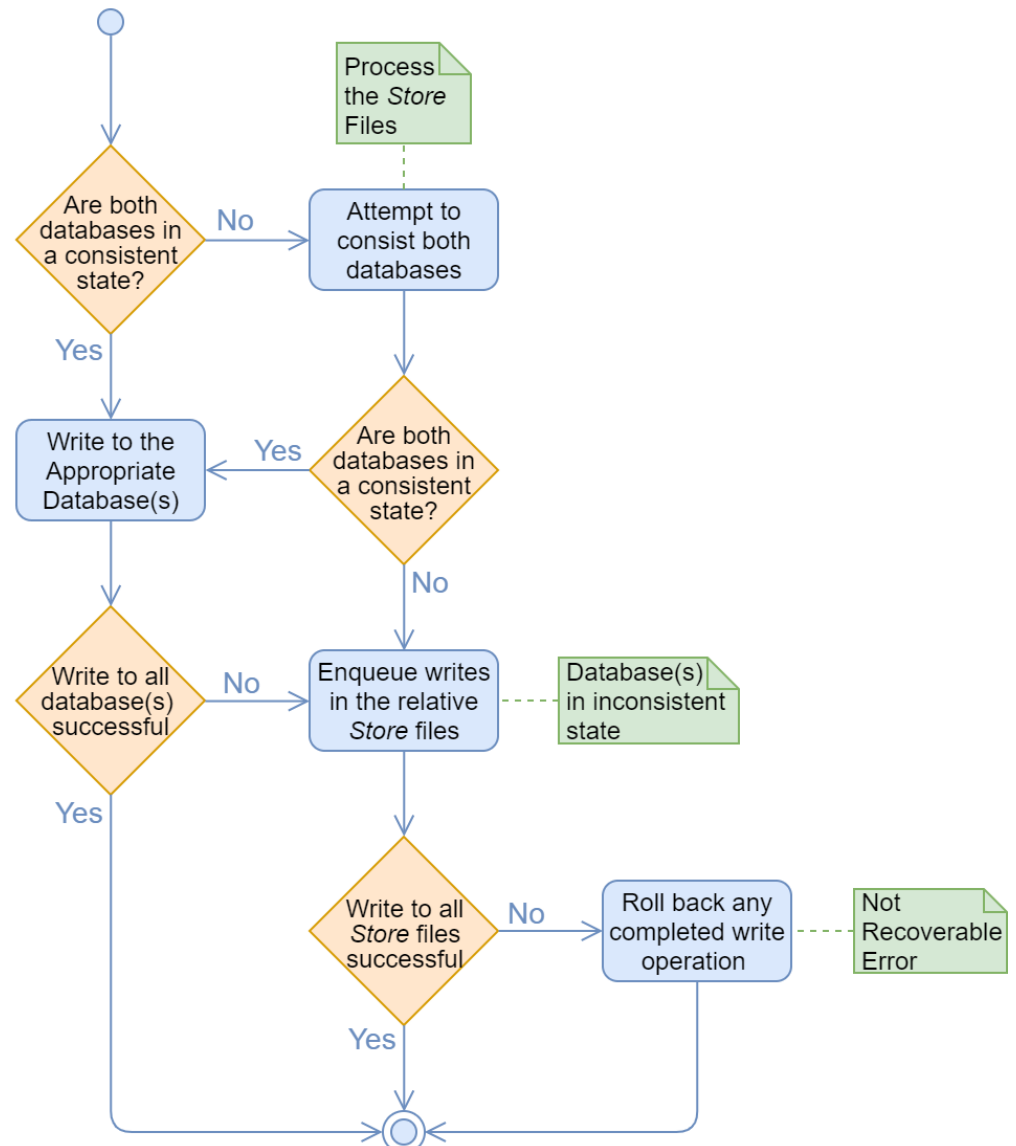 Process
the Store
Files
Are both
databases in
a consistent
state?
No
Attempt to
consist both
databases
Yes
Write to the
Appropriate
Database(s)
Yes
Are both
databases in
a consistent
state?
No
Write to all
database(s)
successful
No
Enqueue writes
in the relative
Store files
Database(s)
in inconsistent
state
Yes
Write to all
Store files
successful
No
Roll back any
completed write
operation
Not
Recoverable
Error
Yes